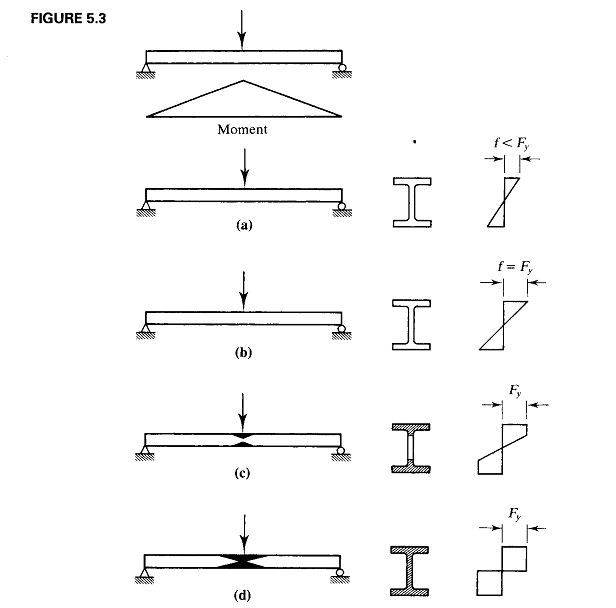 FIGURE 5.3
Moment
f < Fy
(a)
f = Fy
(b)
Fy
(c)
Fy
(d)